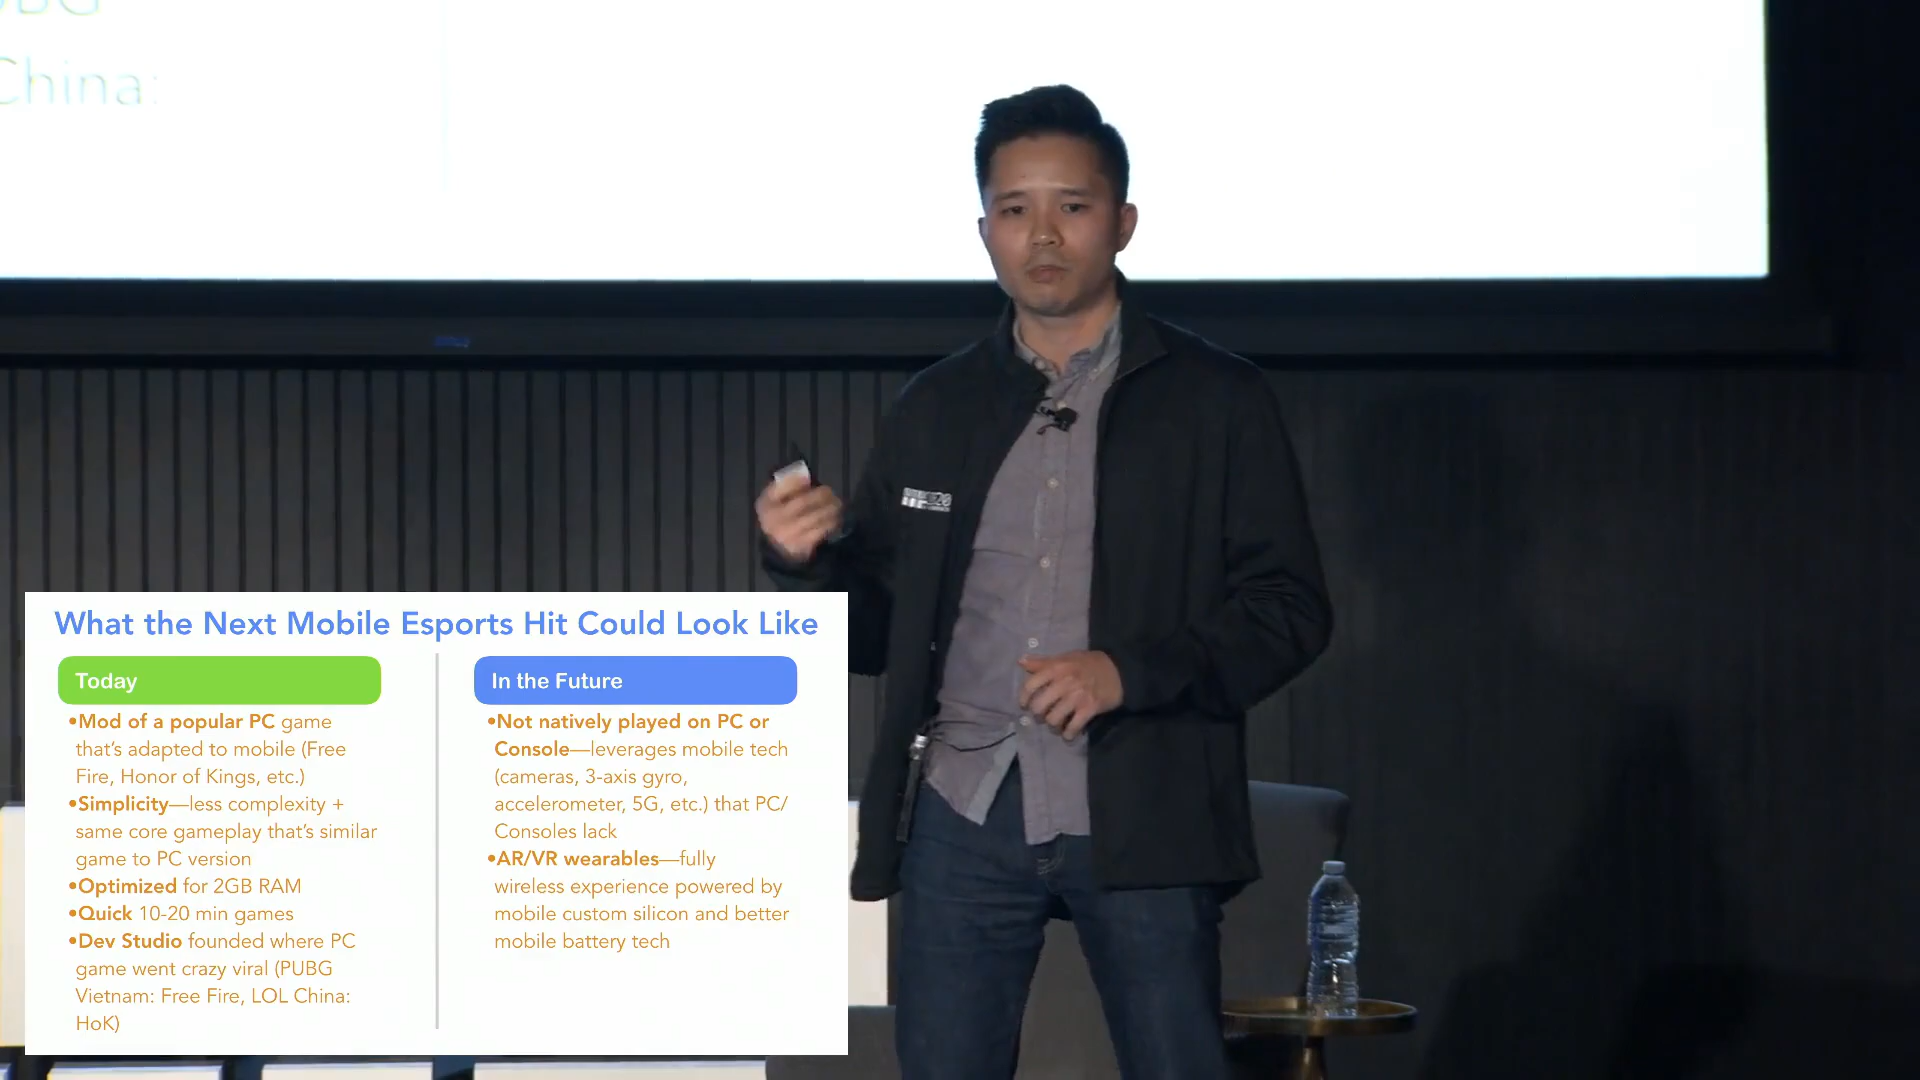 China:
What the Next Mobile Esports Hit Could Look Like
Today
•Mod of a popular PC game
that's adapted to mobile (Free
Fire, Honor of Kings, etc.)
•Simplicity—less complexity +
same core gameplay that's similar
game to PC version
•Optimized for 2GB RAM
•Quick 10-20 min games
•Dev Studio founded where PC
game went crazy viral (PUBG
Vietnam: Free Fire, LOL China:
HoK)
In the Future
•Not natively played on PC or
Console—leverages mobile tech
(cameras, 3-axis gyro,
accelerometer, 5G, etc.) that PC/
Consoles lack
•AR/VR wearables—fully
wireless experience powered by
mobile custom silicon and better
mobile battery tech